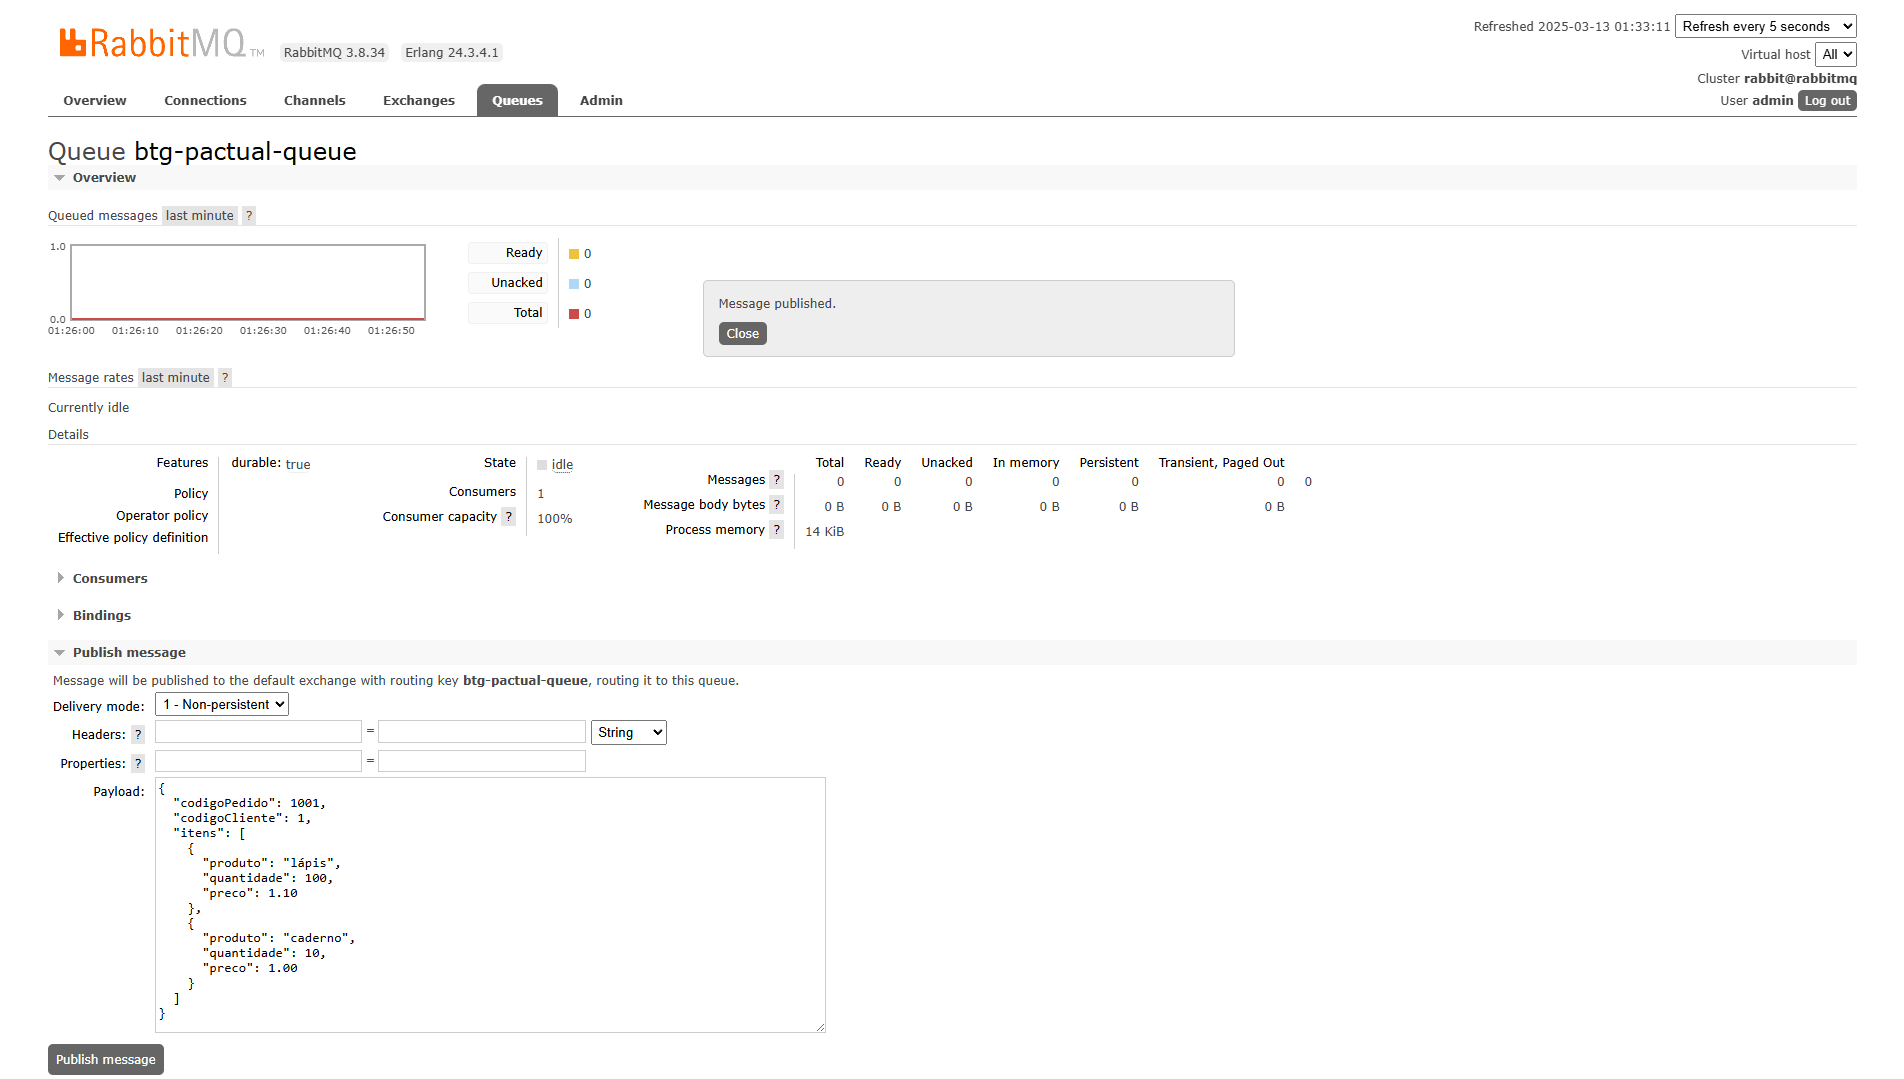 RabbitMQ TM RabbitMQ 3.8.34 Erlang 24.3.4.1
Refreshed 2025-03-13 01:33:11 Refresh every 5 seconds
Virtual host All
Cluster rabbit@rabbitmq
User admin Log out
Overview Connections Channels Exchanges Queues Admin
Queue btg-pactual-queue
Overview
Queued messages last minute ?
1.0
0.0
01:26:00 01:26:10 01:26:20 01:26:30 01:26:40 01:26:50
Ready 0
Unacked 0
Total 0
Message published.
Close
Message rates last minute ?
Currently idle
Details
Features durable: true
Policy
Operator policy
Effective policy definition
State idle
Consumers 1
Consumer capacity ? 100%
Total Ready Unacked In memory Persistent Transient, Paged Out
Messages ? 0 0 0 0 0 0 0
Message body bytes ? 0 B 0 B 0 B 0 B 0 B 0 B
Process memory ? 14 KiB
Consumers
Bindings
Publish message
Message will be published to the default exchange with routing key btg-pactual-queue, routing it to this queue.
Delivery mode: 1 - Non-persistent
Headers: ? = String
Properties: ? =
Payload:
{
"codigoPedido": 1001,
"codigoCliente": 1,
"itens": [
{
"produto": "lápis",
"quantidade": 100,
"preco": 1.10
},
{
"produto": "caderno",
"quantidade": 10,
"preco": 1.00
}
]
}
Publish message